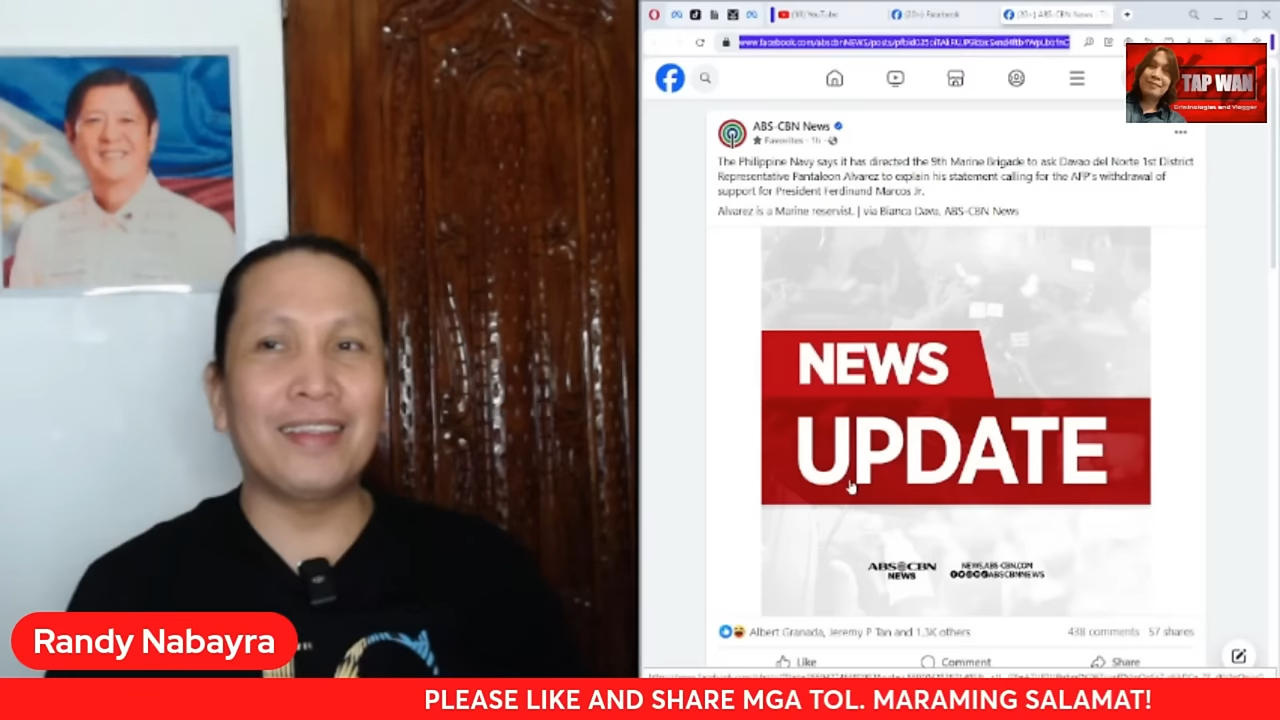 (20+) Facebook
TAP WAN
Criminologist and Vlogger
ABS-CBN News
Favorites · 1h ·
The Philippine Navy says it has directed the 9th Marine Brigade to ask Davao del Norte 1st District
Representative Pantaleon Alvarez to explain his statement calling for the AFP's withdrawal of
support for President Ferdinand Marcos Jr.
Alvarez is a Marine reservist. | via Bianca Dava, ABS-CBN News
NEWS
UPDATE
ABS-CBN
NEWS
NEWS.ABS-CBN.COM
ABSCBNNEWS
Albert Granada, Jeremy P Tan and 1.3K others
438 comments 57 shares
Like Comment Share
Randy Nabayra
PLEASE LIKE AND SHARE MGA TOL. MARAMING SALAMAT!